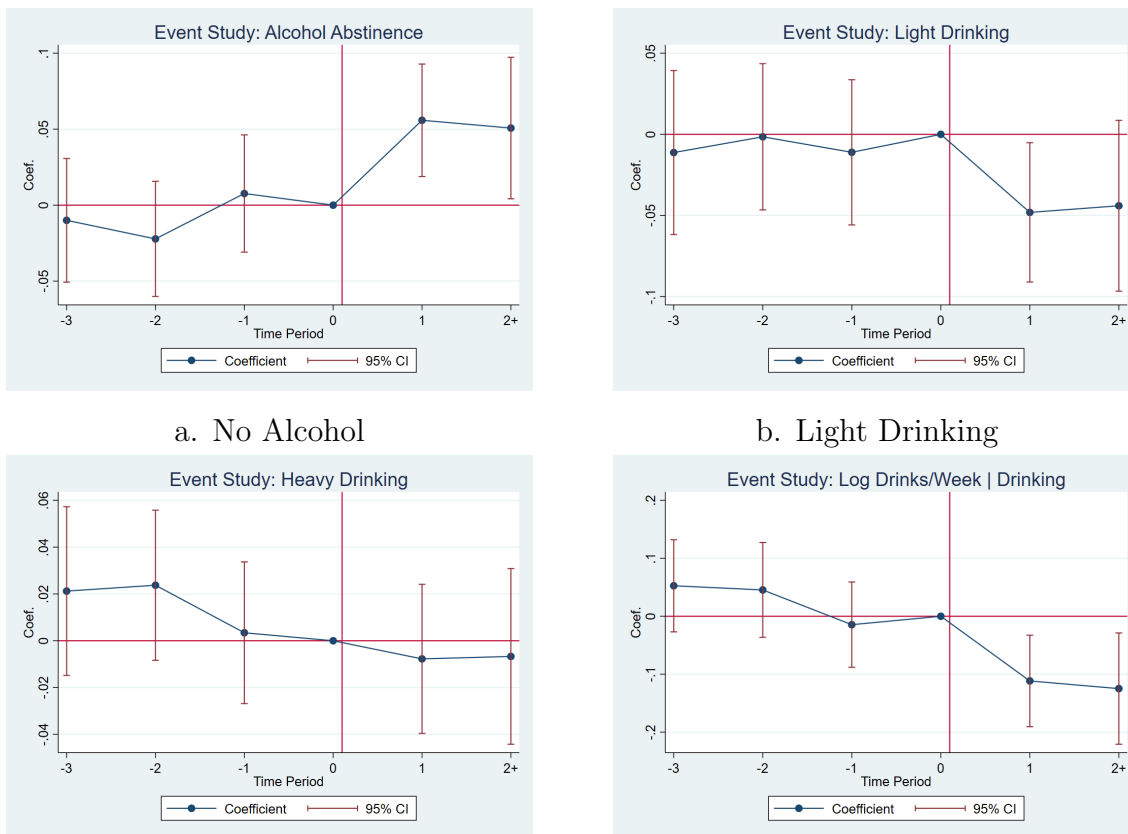 Event Study: Alcohol Abstinence
.1
.05
0
-.05
Coef.
-3 -2 -1 0 1 2+
Time Period
Coefficient 95% CI
a. No Alcohol
Event Study: Light Drinking
.05
0
-.05
-.1
Coef.
-3 -2 -1 0 1 2+
Time Period
Coefficient 95% CI
b. Light Drinking
Event Study: Heavy Drinking
.06
.04
.02
0
-.02
-.04
Coef.
-3 -2 -1 0 1 2+
Time Period
Coefficient 95% CI
Event Study: Log Drinks/Week | Drinking
.2
.1
0
-.1
-.2
Coef.
-3 -2 -1 0 1 2+
Time Period
Coefficient 95% CI